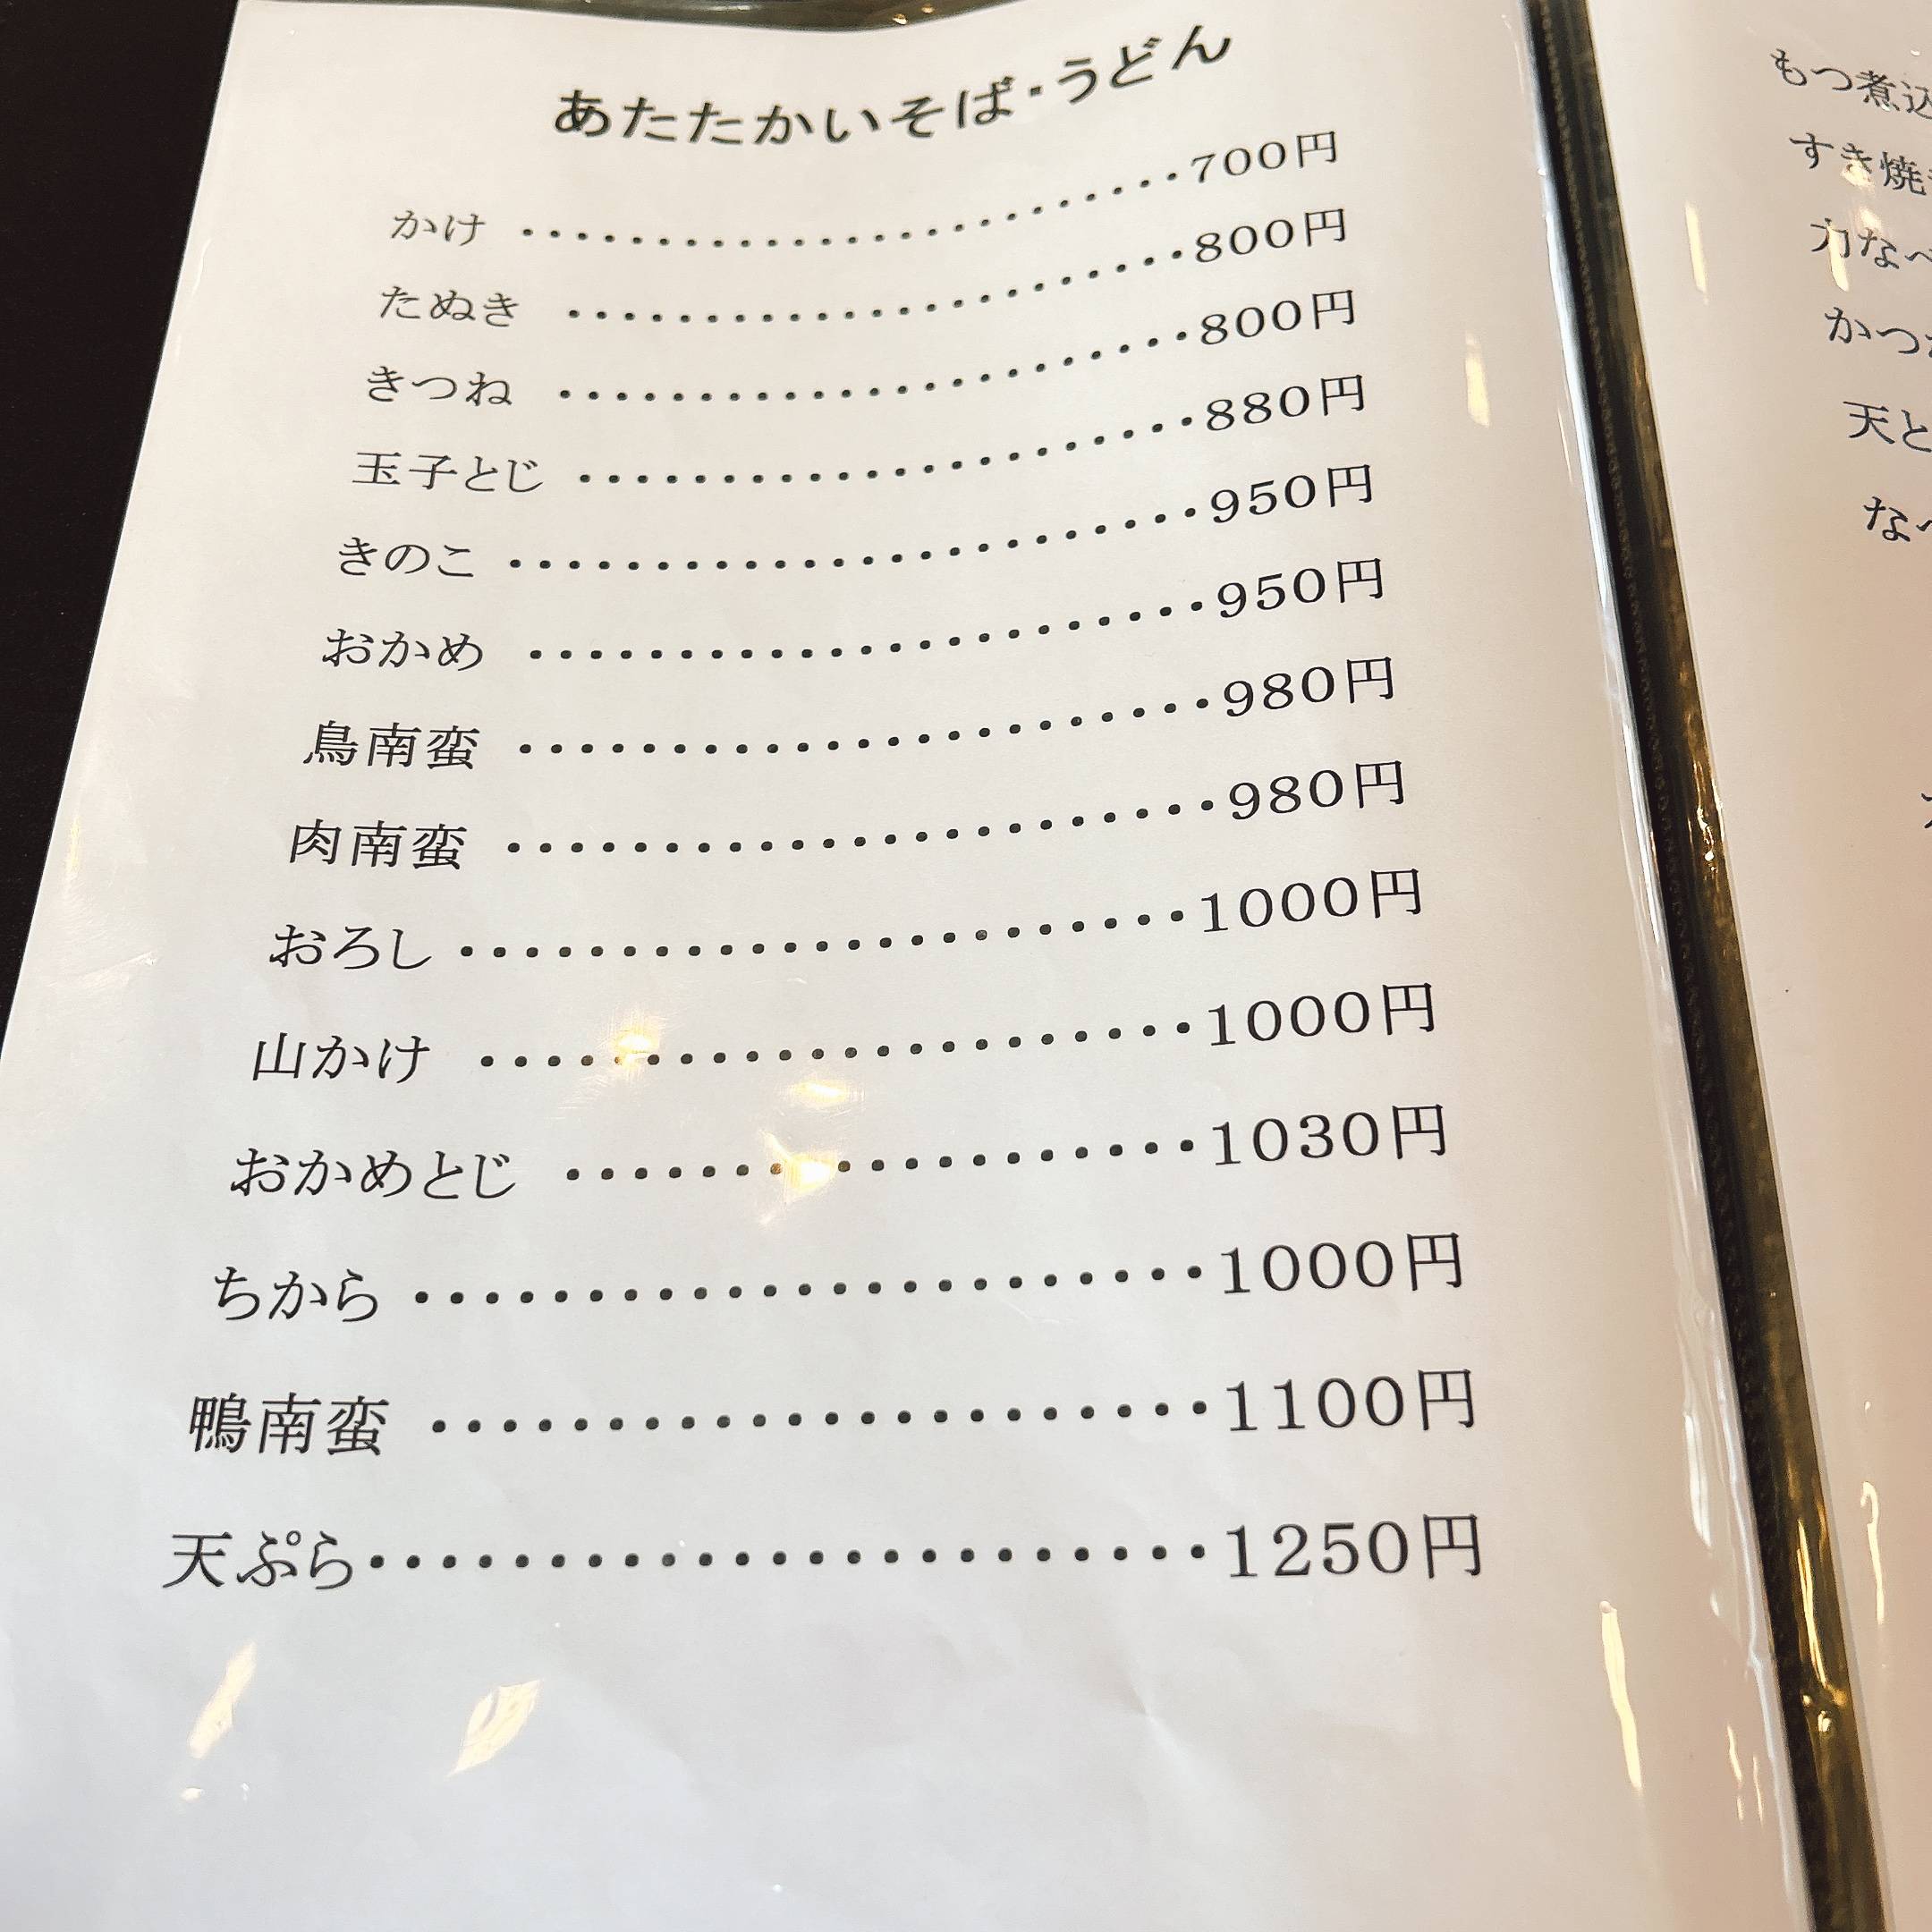 あたたかいそば・うどん
かけ ・・・・・・・・・・・・・・・・・・・・・・・・700円
たぬき ・・・・・・・・・・・・・・・・・・・・・・800円
きつね ・・・・・・・・・・・・・・・・・・・・・・800円
玉子とじ ・・・・・・・・・・・・・・・・・・・・・880円
きのこ ・・・・・・・・・・・・・・・・・・・・・・・950円
おかめ ・・・・・・・・・・・・・・・・・・・・・・950円
鳥南蛮 ・・・・・・・・・・・・・・・・・・・・・・980円
肉南蛮 ・・・・・・・・・・・・・・・・・・・・・・980円
おろし ・・・・・・・・・・・・・・・・・・・・・・1000円
山かけ ・・・・・・・・・・・・・・・・・・・・・1000円
おかめとじ ・・・・・・・・・・・・・・・・・・1030円
ちから ・・・・・・・・・・・・・・・・・・・・・・1000円
鴨南蛮 ・・・・・・・・・・・・・・・・・・・・・1100円
天ぷら・・・・・・・・・・・・・・・・・・・・・・・1250円
もつ煮込
すき焼
力なべ
かつ
天と
なべ